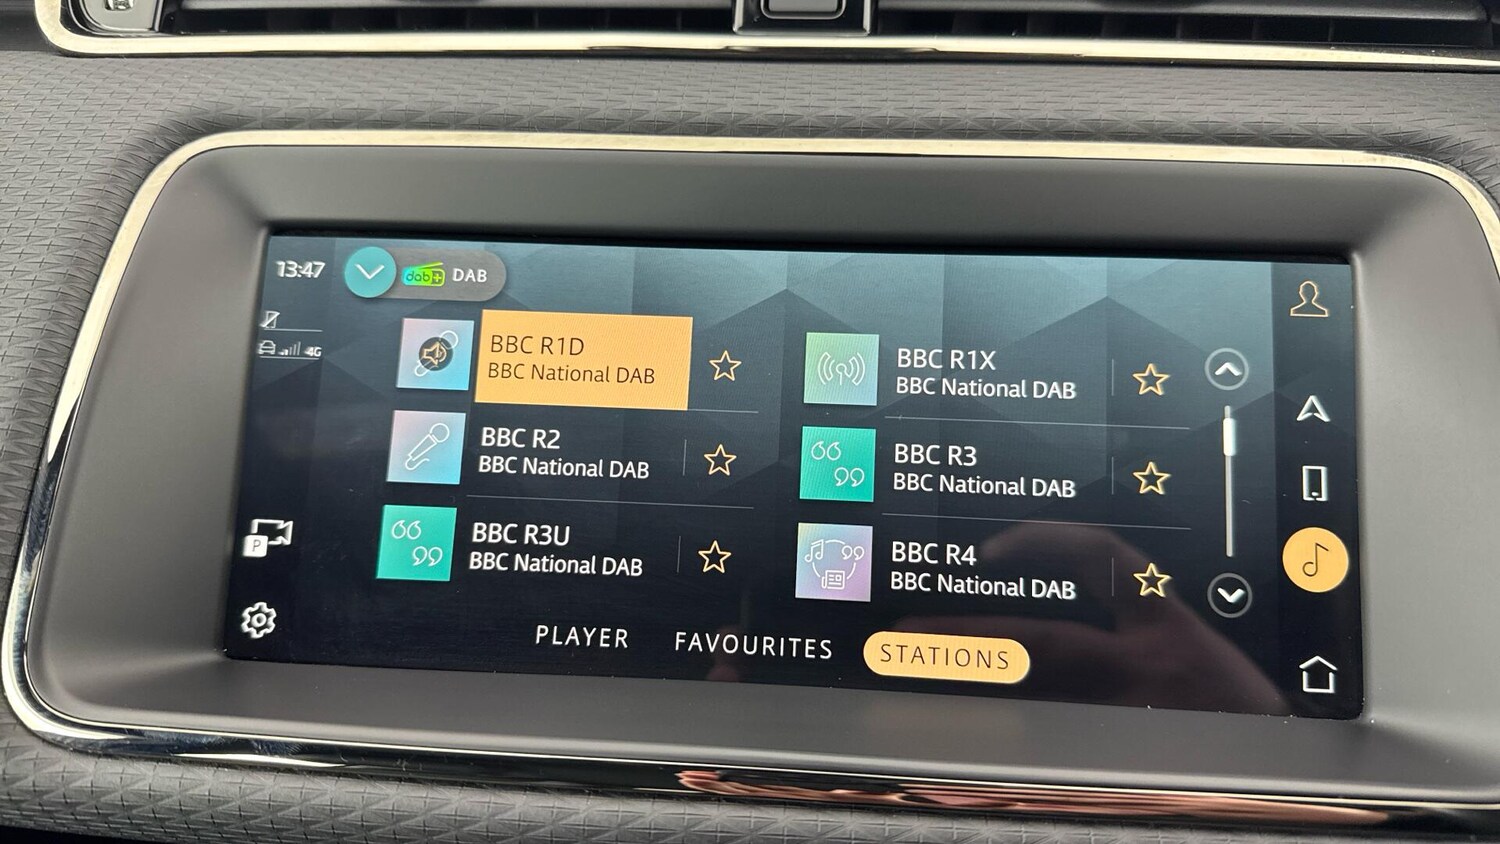 13:47
dab+ DAB
4G
BBC R1D
BBC National DAB
BBC R1X
BBC National DAB
BBC R2
BBC National DAB
BBC R3
BBC National DAB
BBC R3U
BBC National DAB
BBC R4
BBC National DAB
P
PLAYER FAVOURITES STATIONS